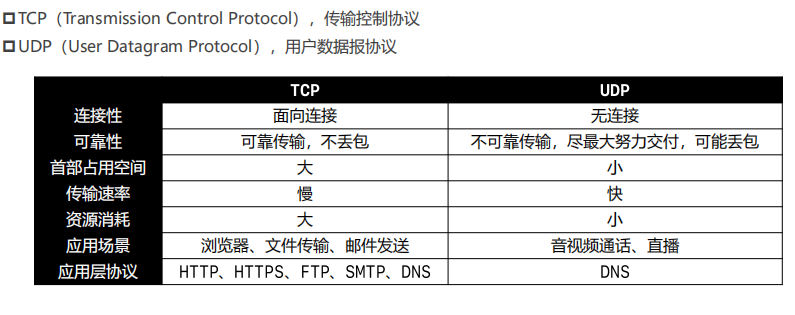 TCP（Transmission Control Protocol），传输控制协议
UDP（User Datagram Protocol），用户数据报协议
TCP UDP
连接性 面向连接 无连接
可靠性 可靠传输，不丢包 不可靠传输，尽最大努力交付，可能丢包
首部占用空间 大 小
传输速率 慢 快
资源消耗 大 小
应用场景 浏览器、文件传输、邮件发送 音视频通话、直播
应用层协议 HTTP、HTTPS、FTP、SMTP、DNS DNS